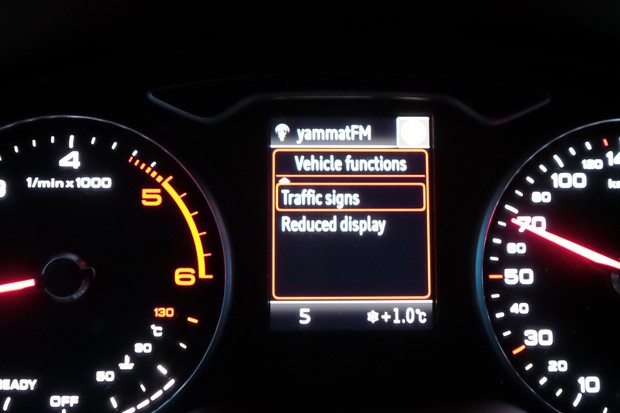 yammatFM
Vehicle functions
Traffic signs
Reduced display
5
+1.0°C
4
1/min x 1000
5
6
130
°C
90
50
READY
OFF
120
100
80
70
60
50
40
30
20
10